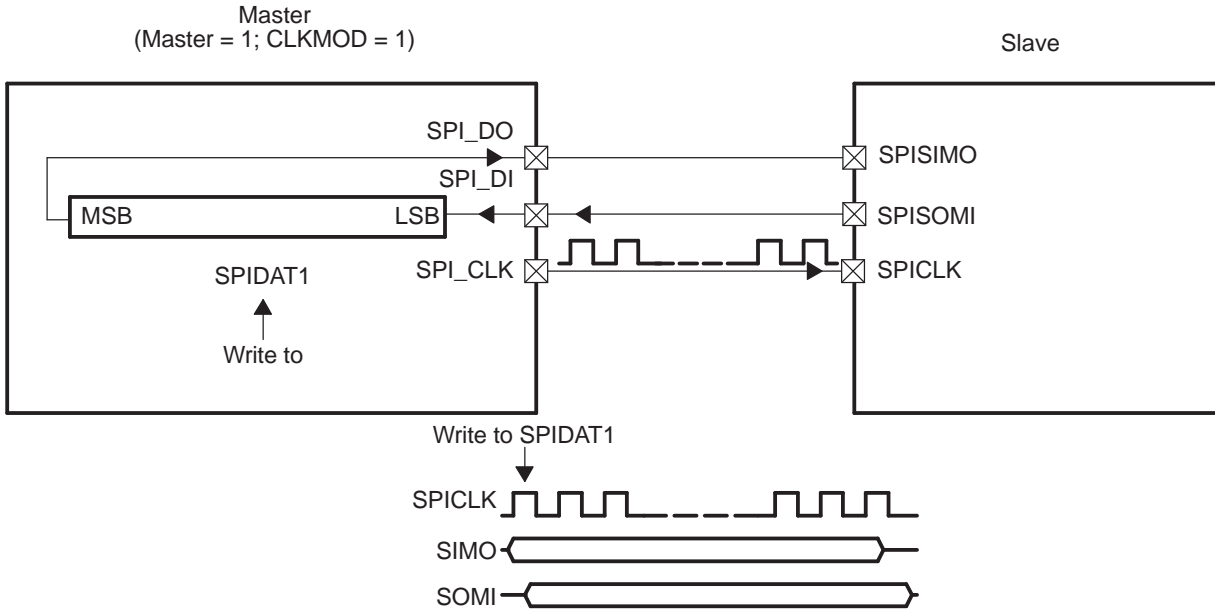 Master
(Master = 1; CLKMOD = 1)
Slave
SPI_DO
SPISIMO
SPI_DI
MSB
LSB
SPISOMI
SPIDAT1
SPI_CLK
SPICLK
Write to
Write to SPIDAT1
SPICLK
SIMO
SOMI